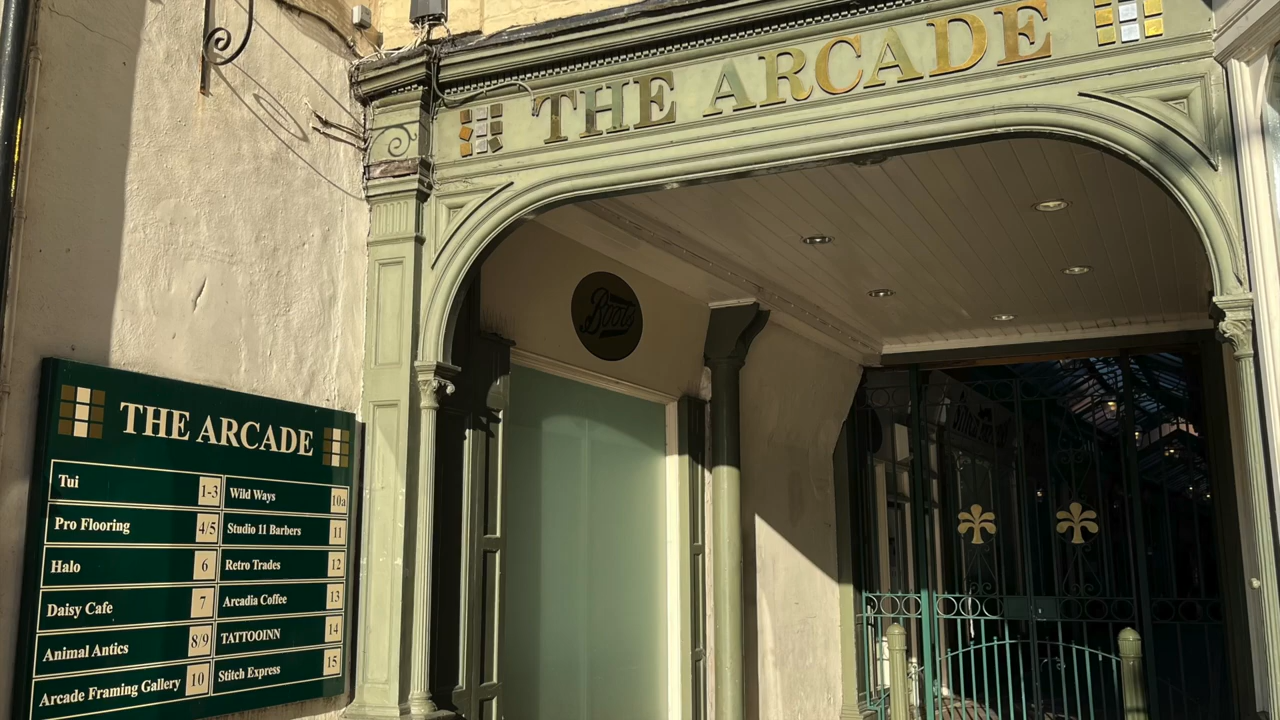 THE ARCADE
Boots
THE ARCADE
Tui 1-3
Wild Ways 10a
Pro Flooring 4/5
Studio 11 Barbers 11
Halo 6
Retro Trades 12
Daisy Cafe 7
Arcadia Coffee 13
Animal Antics 8/9
TATTOOINN 14
Arcade Framing Gallery 10
Stitch Express 15